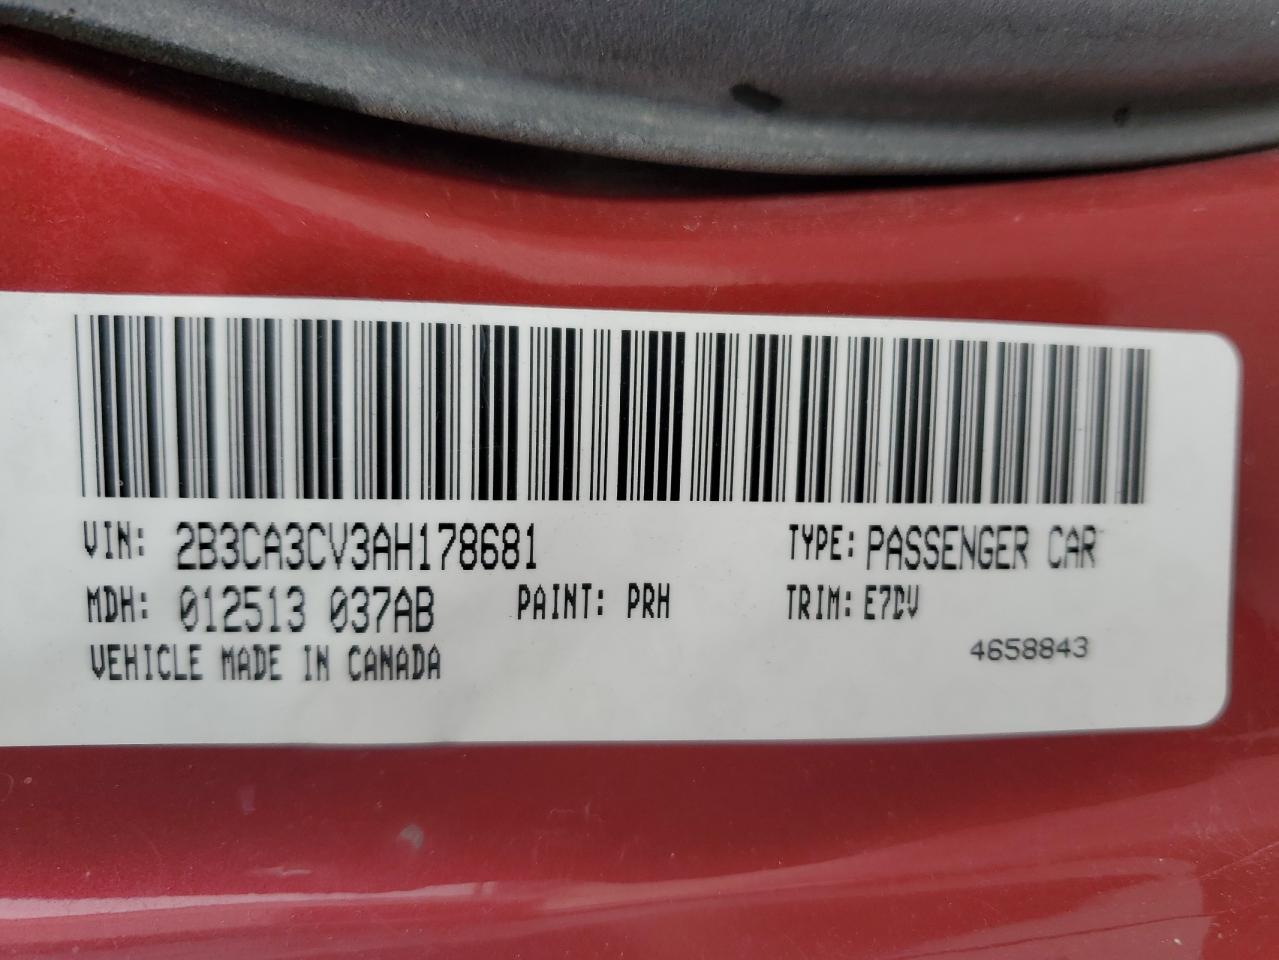 VIN: 2B3CA3CV3AH178681 TYPE: PASSENGER CAR
MDH: 012513 037AB PAINT: PRH TRIM: E7DV
VEHICLE MADE IN CANADA 4658843